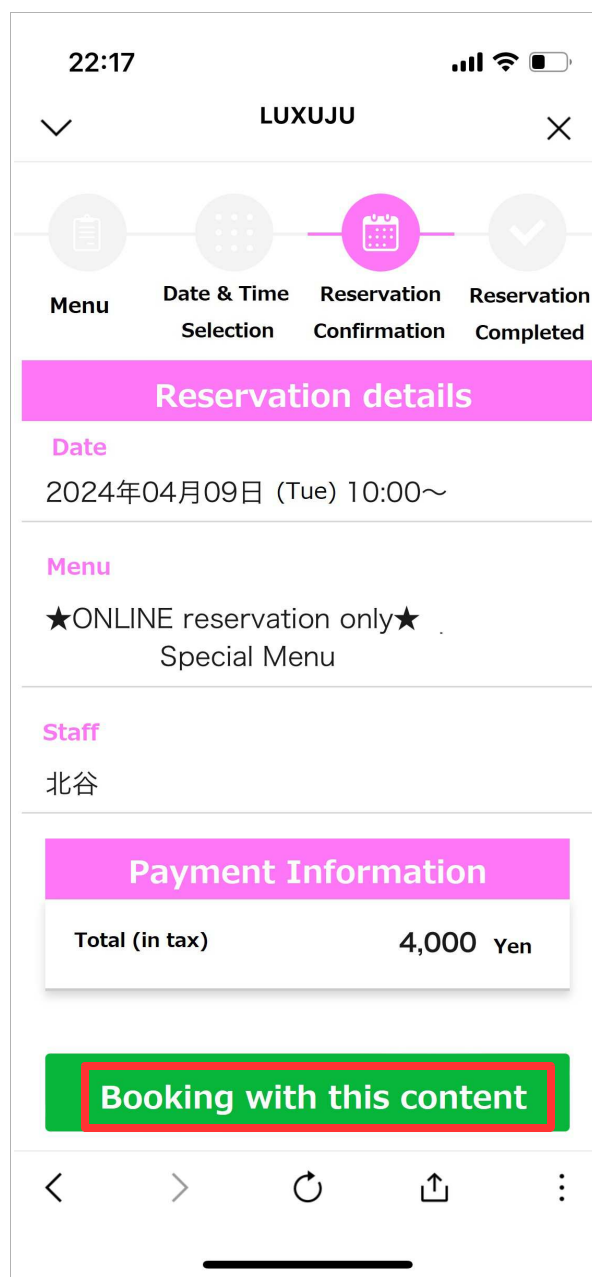 22:17
LUXUJU
Menu
Date & Time
Selection
Reservation
Confirmation
Reservation
Completed
Reservation details
Date
2024年04月09日 (Tue) 10:00〜
Menu
★ONLINE reservation only★ .
Special Menu
Staff
北谷
Payment Information
Total (in tax) 4,000 Yen
Booking with this content